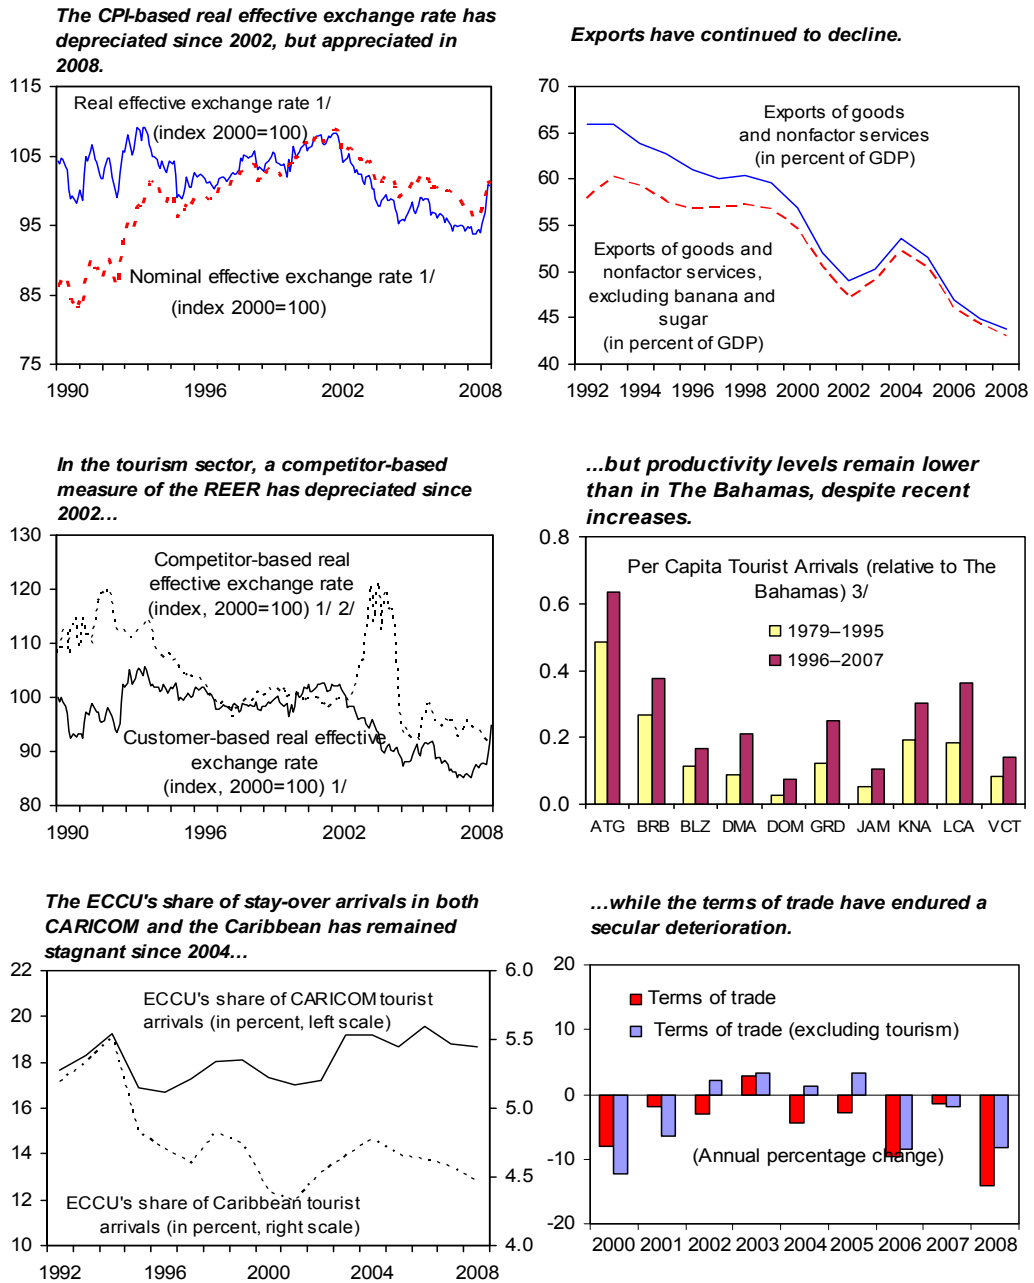 The CPI-based real effective exchange rate has
depreciated since 2002, but appreciated in
2008.
115
105
95
85
75
Real effective exchange rate 1/
(index 2000=100)
Nominal effective exchange rate 1/
(index 2000=100)
1990 1996 2002 2008
Exports have continued to decline.
70
65
60
55
50
45
40
Exports of goods
and nonfactor services
(in percent of GDP)
Exports of goods and
nonfactor services,
excluding banana and
sugar
(in percent of GDP)
1992 1994 1996 1998 2000 2002 2004 2006 2008
In the tourism sector, a competitor-based
measure of the REER has depreciated since
2002...
130
120
110
100
90
80
Competitor-based real
effective exchange rate
(index, 2000=100) 1/ 2/
Customer-based real effective
exchange rate
(index, 2000=100) 1/
1990 1996 2002 2008
...but productivity levels remain lower
than in The Bahamas, despite recent
increases.
0.8
0.6
0.4
0.2
0.0
Per Capita Tourist Arrivals (relative to The
Bahamas) 3/
1979–1995
1996–2007
ATG BRB BLZ DMA DOM GRD JAM KNA LCA VCT
The ECCU's share of stay-over arrivals in both
CARICOM and the Caribbean has remained
stagnant since 2004...
22
20
18
16
14
12
10
6.0
5.5
5.0
4.5
4.0
ECCU's share of CARICOM tourist
arrivals (in percent, left scale)
ECCU's share of Caribbean tourist
arrivals (in percent, right scale)
1992 1996 2000 2004 2008
...while the terms of trade have endured a
secular deterioration.
20
10
0
-10
-20
Terms of trade
Terms of trade (excluding tourism)
(Annual percentage change)
2000 2001 2002 2003 2004 2005 2006 2007 2008